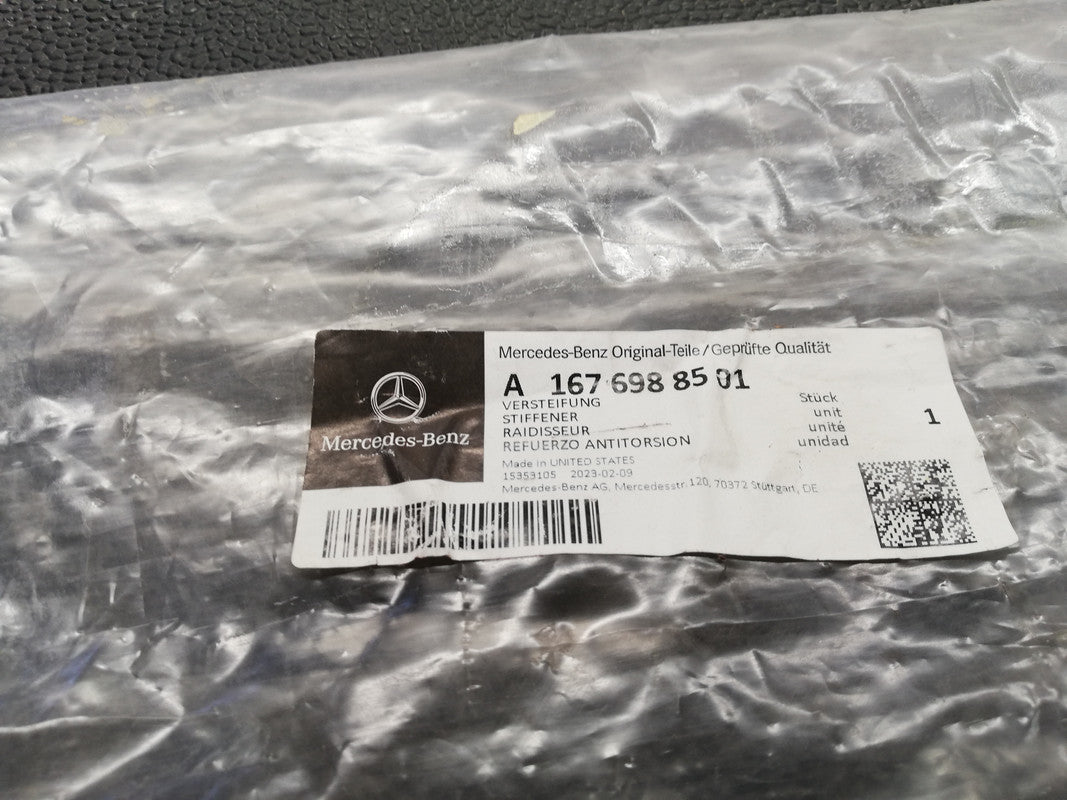 Mercedes-Benz
Mercedes-Benz Original-Teile/Geprüfte Qualität
A 167 698 85 01
VERSTEIFUNG
STIFFENER
RAIDISSEUR
REFUERZO ANTITORSION
Stück
unit
unité
unidad
1
Made in UNITED STATES
15353105 2023-02-09
Mercedes-Benz AG, Mercedesstr.120, 70372 Stuttgart, DE